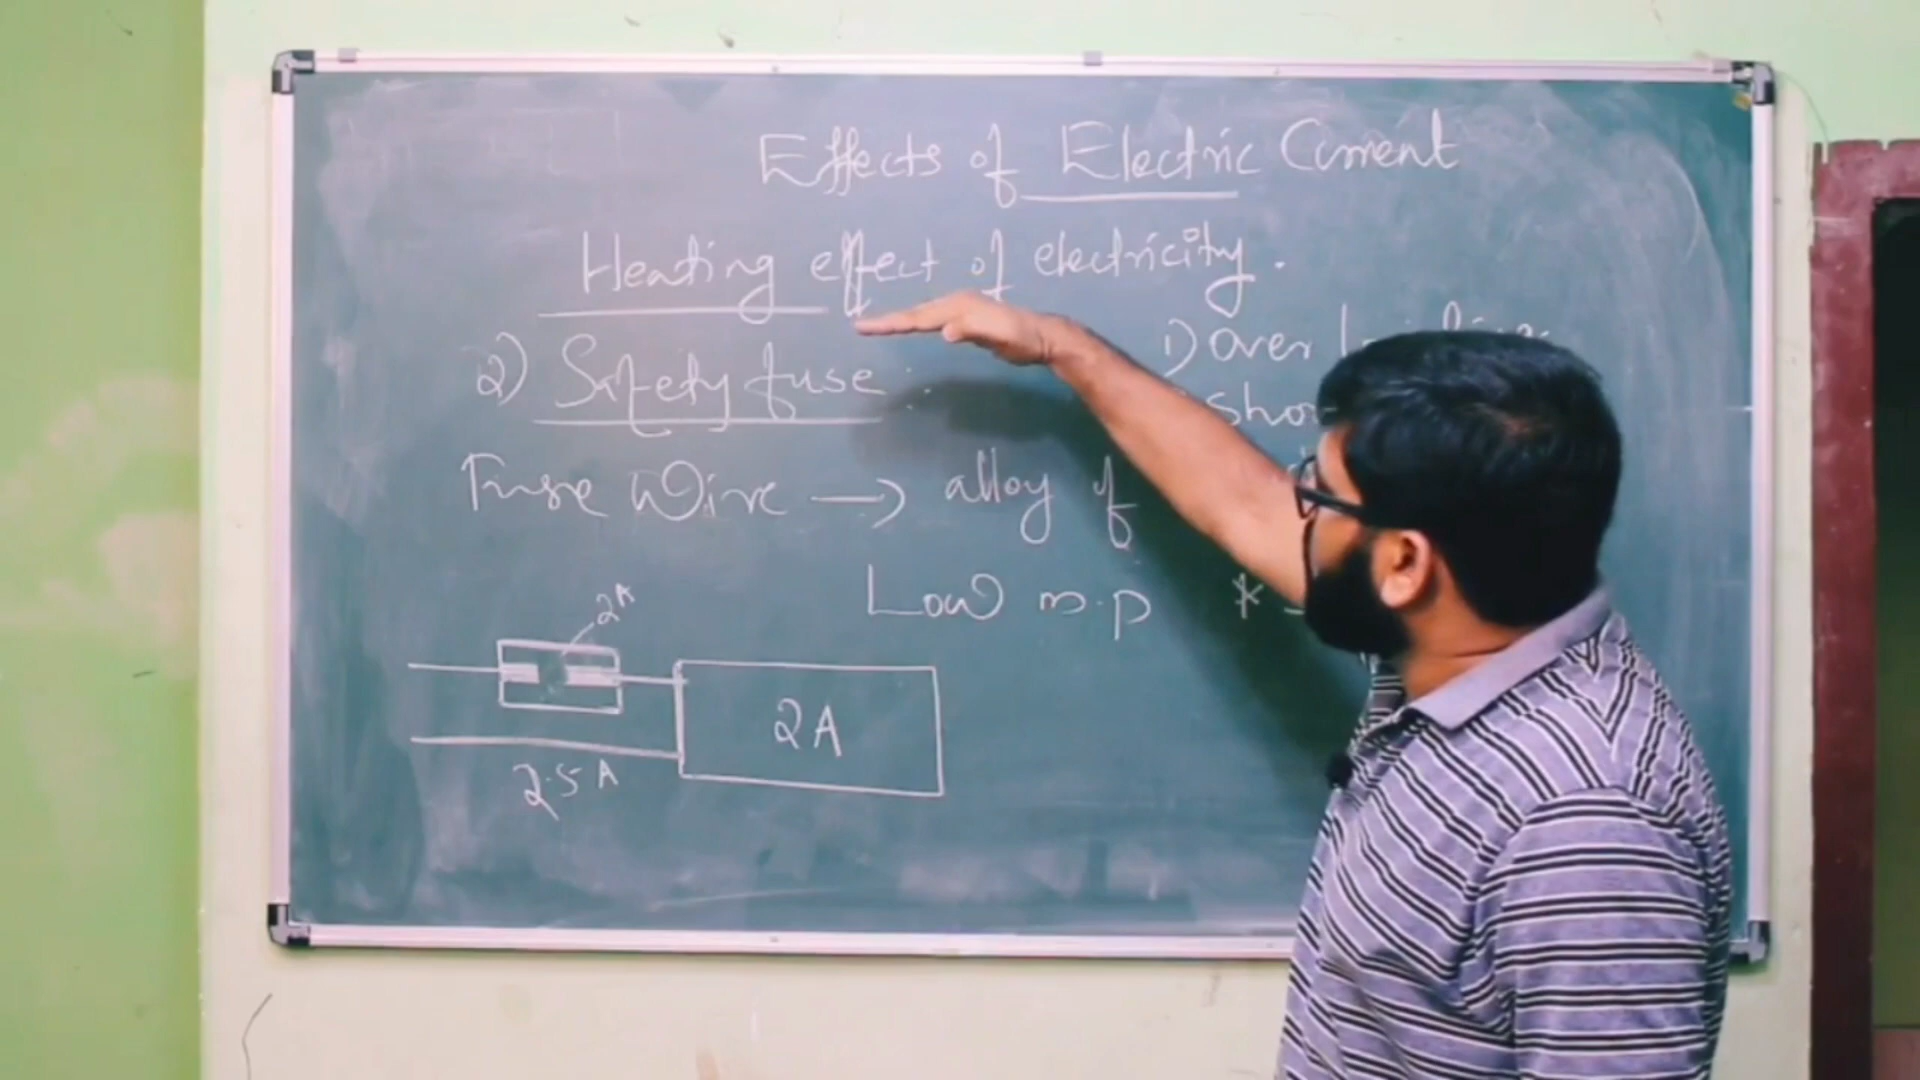 Effects of Electric Current
Heating effect of electricity.
2) Safety fuse :-
1) Over
Fuse Wire → alloy of
Low m.p *
2A
2A
2.5 A